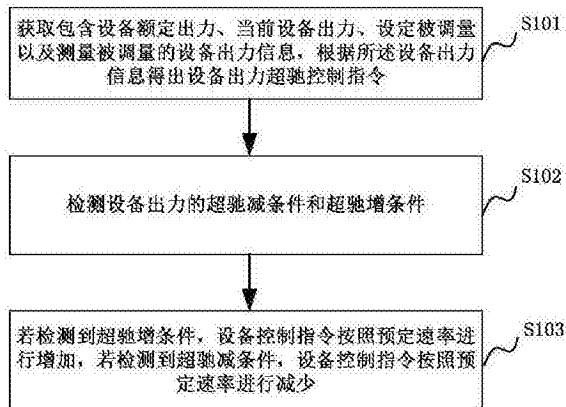 获取包含设备额定出力、当前设备出力、设定被调量
以及测量被调量的设备出力信息，根据所述设备出力
信息得出设备出力超驰控制指令
S101
检测设备出力的超驰减条件和超驰增条件
S102
若检测到超驰增条件，设备控制指令按照预定速率进
行增加，若检测到超驰减条件，设备控制指令按照预
定速率进行减少
S103